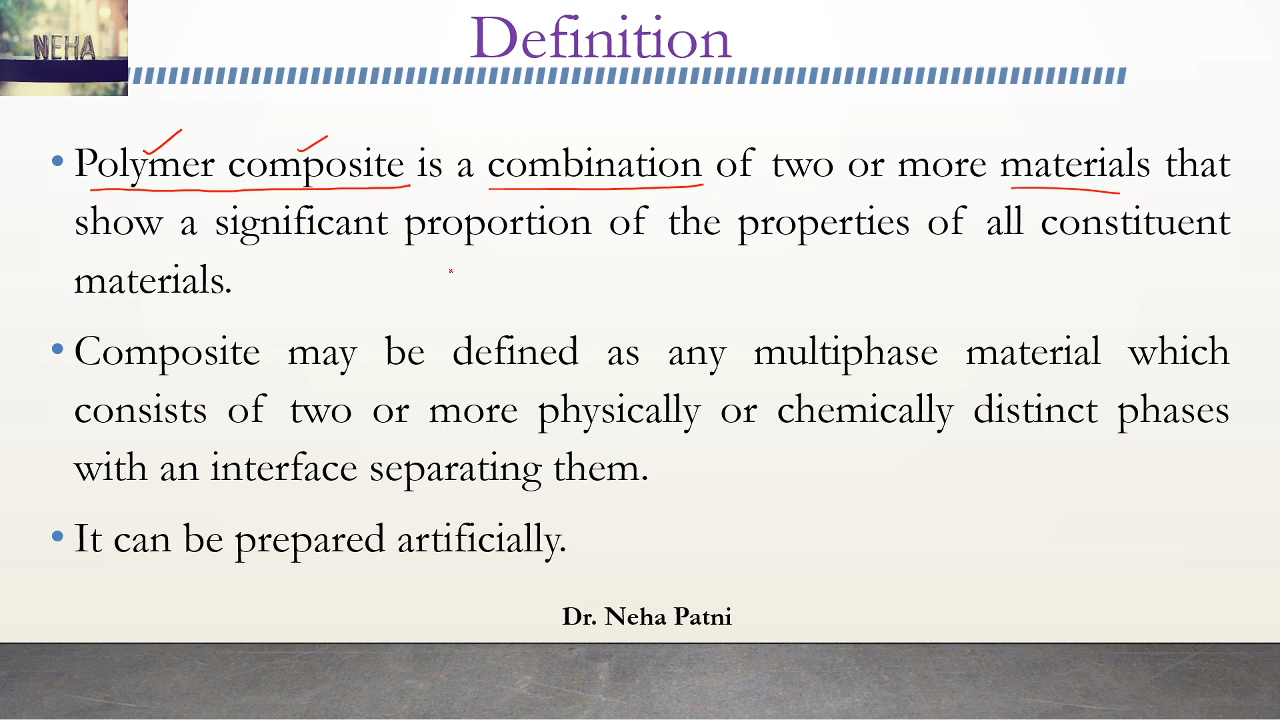 NEHA
Definition
• Polymer composite is a combination of two or more materials that
show a significant proportion of the properties of all constituent
materials.
• Composite may be defined as any multiphase material which
consists of two or more physically or chemically distinct phases
with an interface separating them.
• It can be prepared artificially.
Dr. Neha Patni